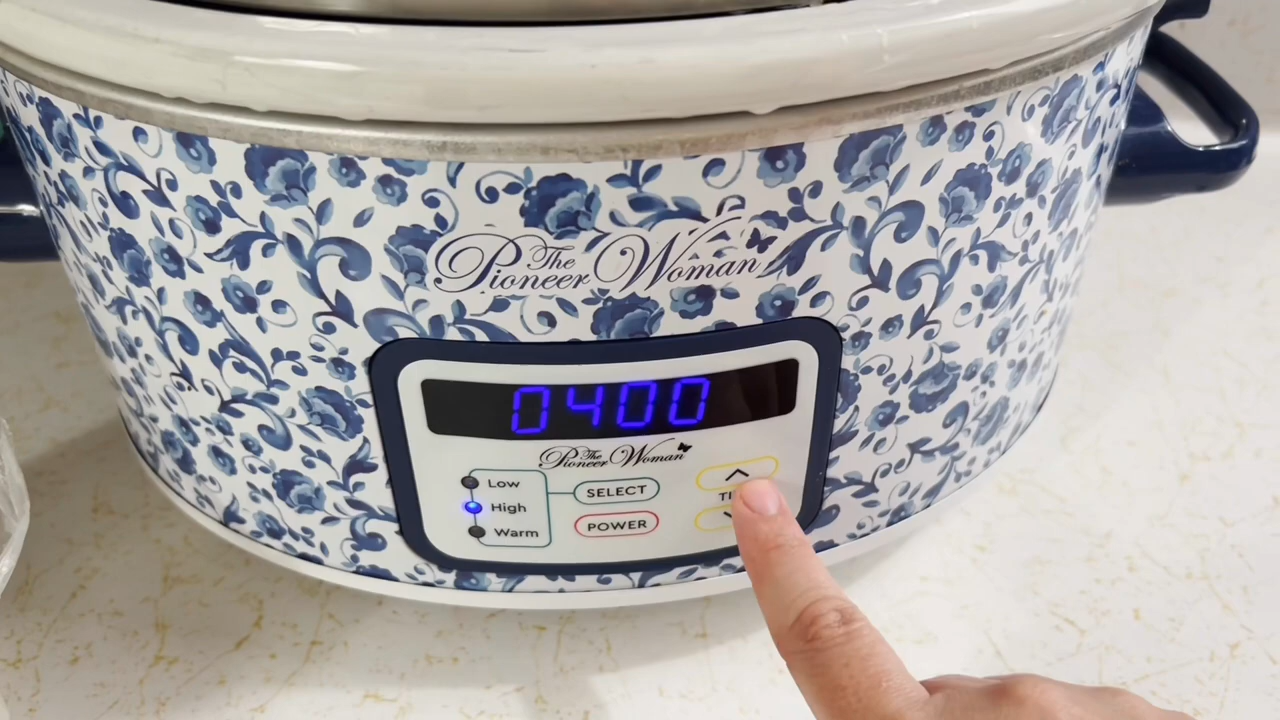 The
Pioneer Woman
0400
The
Pioneer Woman
Low
High
Warm
SELECT
POWER